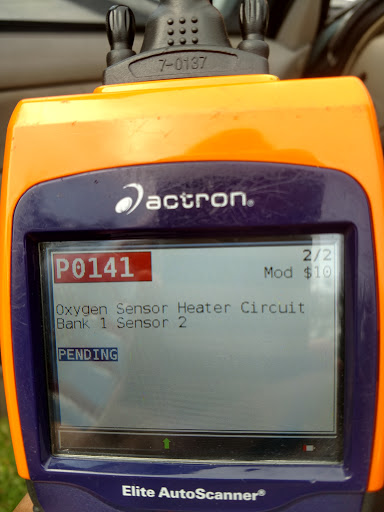 7-0137
actron®
2/2
P0141
Mod $10
Oxygen Sensor Heater Circuit
Bank 1 Sensor 2
PENDING
Elite AutoScanner®